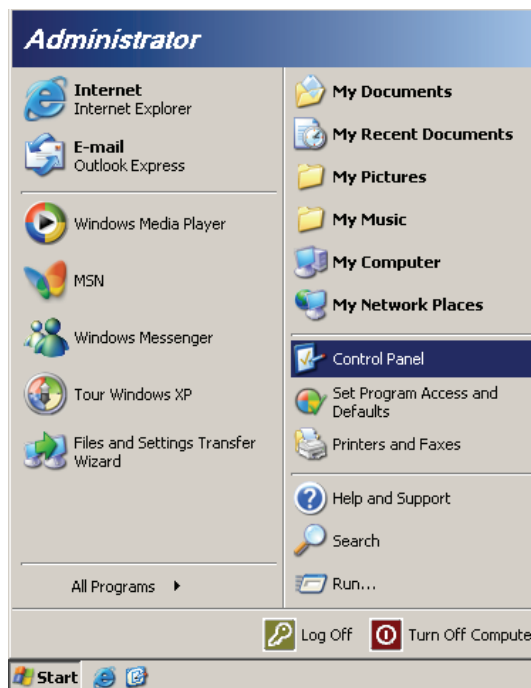 Administrator
Internet
Internet Explorer
E-mail
Outlook Express
Windows Media Player
MSN
Windows Messenger
Tour Windows XP
Files and Settings Transfer
Wizard
All Programs
My Documents
My Recent Documents
My Pictures
My Music
My Computer
My Network Places
Control Panel
Set Program Access and
Defaults
Printers and Faxes
Help and Support
Search
Run...
Log Off
Turn Off Compute
Start